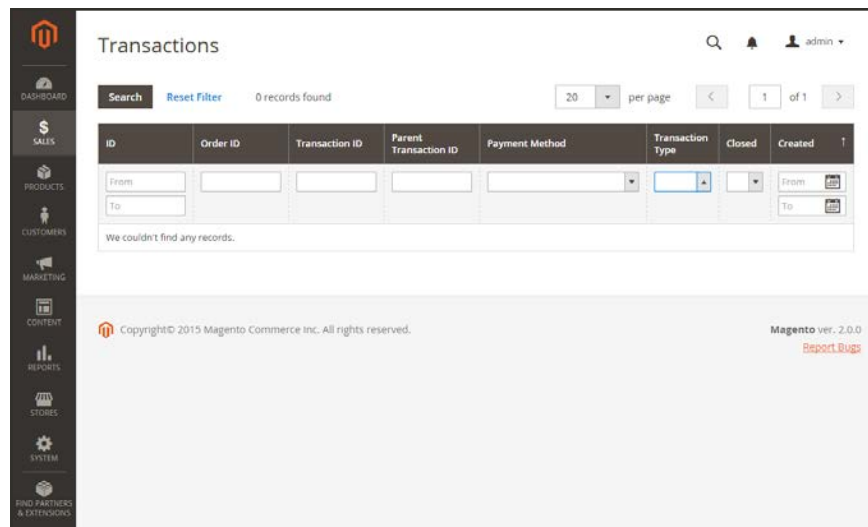 Transactions
admin
DASHBOARD
SALES
PRODUCTS
CUSTOMERS
MARKETING
CONTENT
REPORTS
STORES
SYSTEM
FIND PARTNERS
& EXTENSIONS
Search Reset Filter 0 records found 20 per page 1 of 1
ID Order ID Transaction ID Parent Transaction ID Payment Method Transaction Type Closed Created
From From
To To
We couldn't find any records.
Copyright© 2015 Magento Commerce Inc. All rights reserved.
Magento ver. 2.0.0
Report Bugs